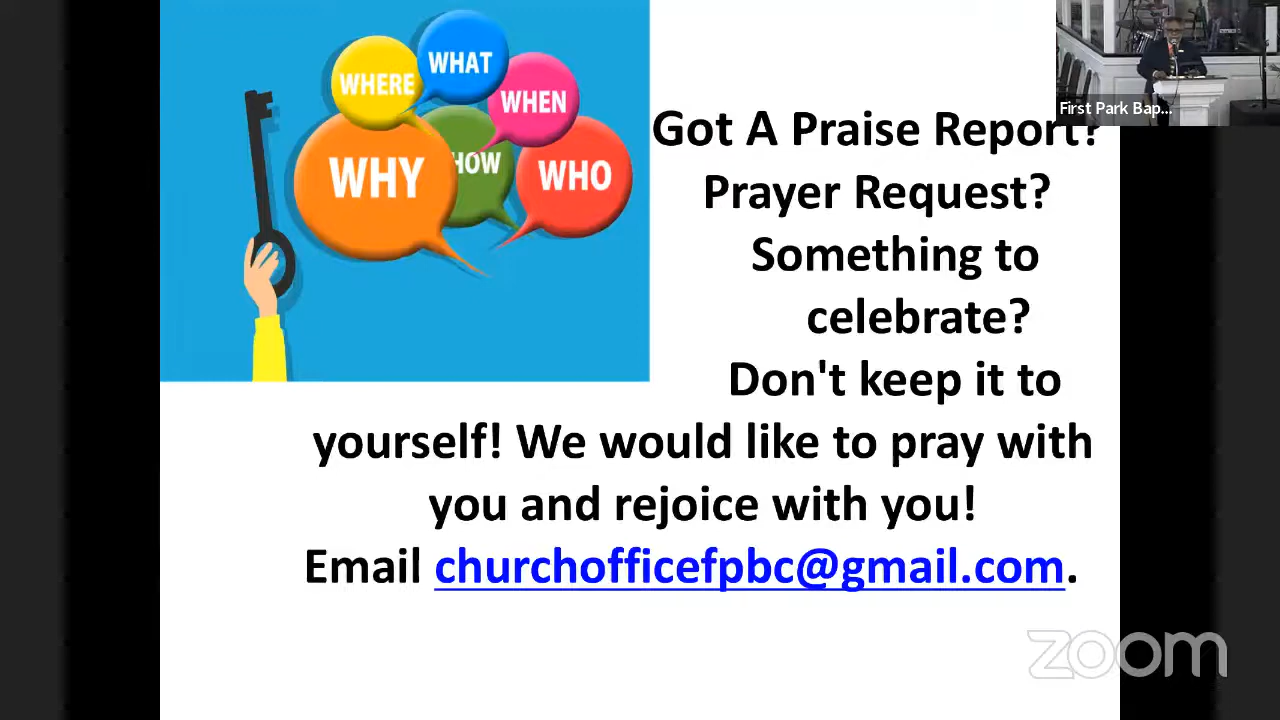 WHERE
WHAT
WHEN
WHY
HOW
WHO
First Park Bap...
Got A Praise Report?
Prayer Request?
Something to
celebrate?
Don't keep it to
yourself! We would like to pray with
you and rejoice with you!
Email churchofficefpbc@gmail.com.
zoom